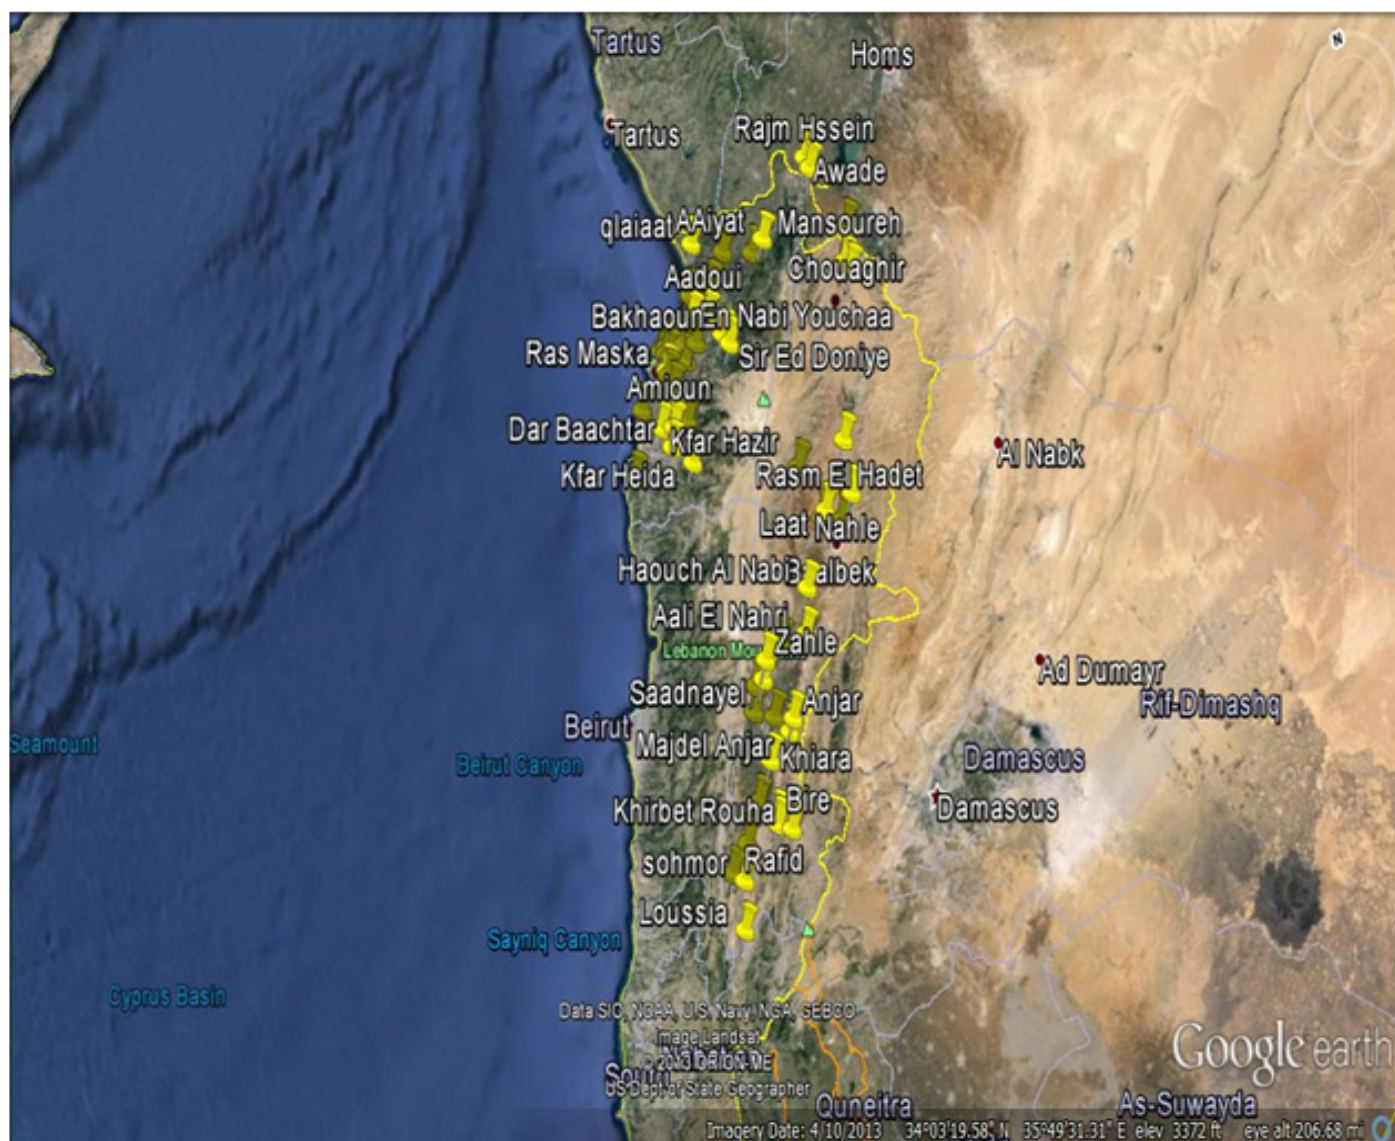 Tartus
Homs
Tartus
Rajm Hssein
Awade
qlaiaat
AAiyat
Mansoureh
Aadoui
Chouaghir
Bakhaoun
En Nabi Youchaa
Ras Maska
Sir Ed Doniye
Amioun
Dar Baachtar
Kfar Hazir
Al Nabk
Kfar Heida
Rasm El Hadet
Laat
Nahle
Haouch Al Nabi
Baalbek
Aali El Nahri
Zahle
Lebanon
Ad Dumayr
Saadnayel
Anjar
Rif-Dimashq
Beirut
Seamount
Majdel Anjar
Khiara
Beirut Canyon
Damascus
Khirbet Rouha
Bire
Damascus
sohmor
Rafid
Loussia
Sayniq Canyon
Cyprus Basin
Data SIO, NOAA, U.S. Navy, NGA, GEBCO
Image Landsat
© 2013 ORION-ME
US Dept of State Geographer
South
Google earth
Quneitra
As-Suwayda
Imagery Date: 4/10/2013 34°03'19.58" N 35°49'31.31" E elev 3372 ft eye alt 206.68 mi
N